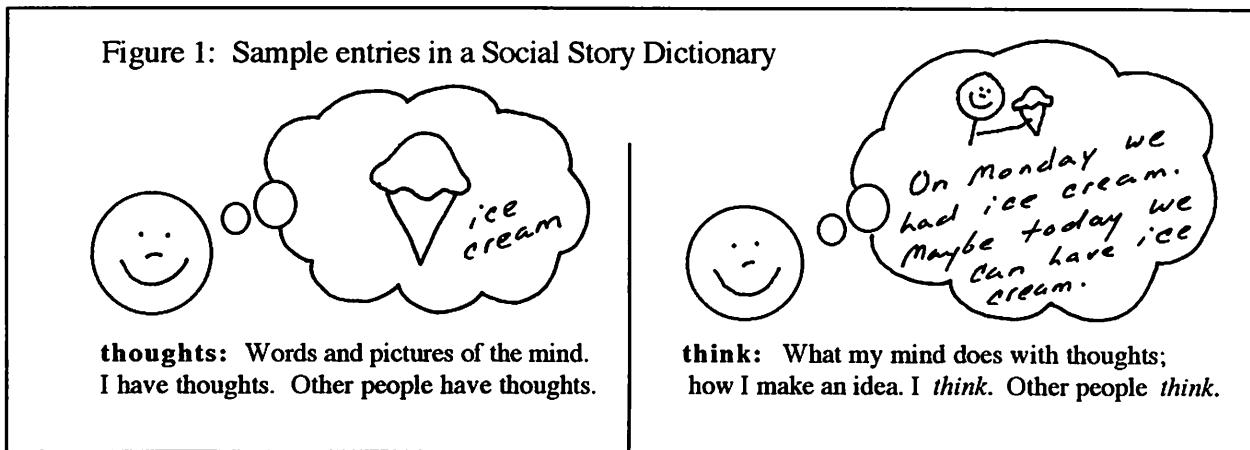 Figure 1: Sample entries in a Social Story Dictionary
ice
cream
thoughts: Words and pictures of the mind.
I have thoughts. Other people have thoughts.
On Monday we
had ice cream.
Maybe today we
can have ice
cream.
think: What my mind does with thoughts;
how I make an idea. I think. Other people think.